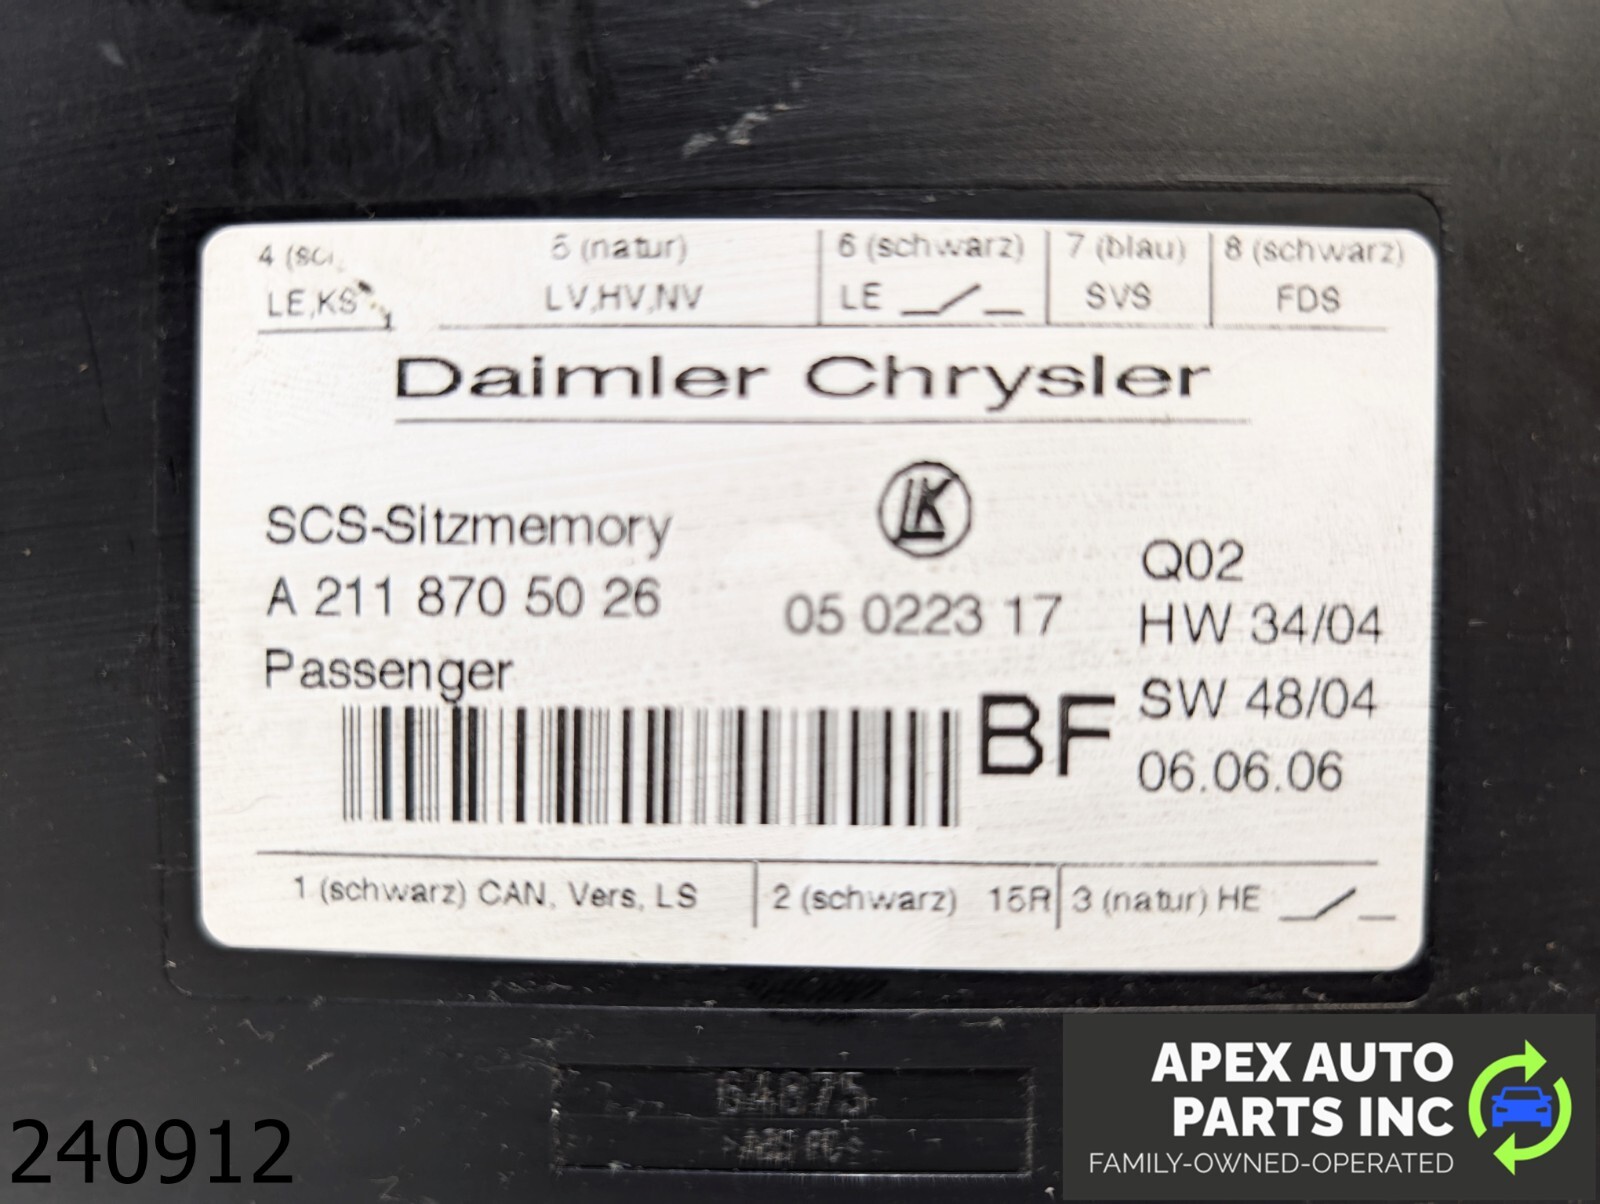 4 (sc
5 (natur)
6 (schwarz)
7 (blau)
8 (schwarz)
LE,KS
LV,HV,NV
LE
SVS
FDS
Daimler Chrysler
LK
SCS-Sitzmemory
Q02
A 211 870 50 26
05 0223 17
HW 34/04
Passenger
BF
SW 48/04
06.06.06
1 (schwarz) CAN, Vers, LS
2 (schwarz) 15R
3 (natur) HE
64875
240912
APEX AUTO
PARTS INC
FAMILY-OWNED-OPERATED